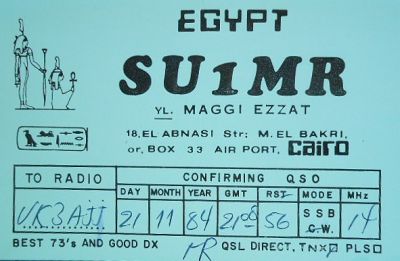 EGYPT
SU1MR
YL. MAGGI EZZAT
18, EL ABNASI Str; M. EL BAKRI,
or, BOX 33 AIR PORT, CAIRO
TO RADIO CONFIRMING QSO
DAY MONTH YEAR GMT RST MODE MHz
VK3AJJ 21 11 84 56 SSB C.W. 14
BEST 73's AND GOOD DX MR QSL DIRECT, TNX PLS